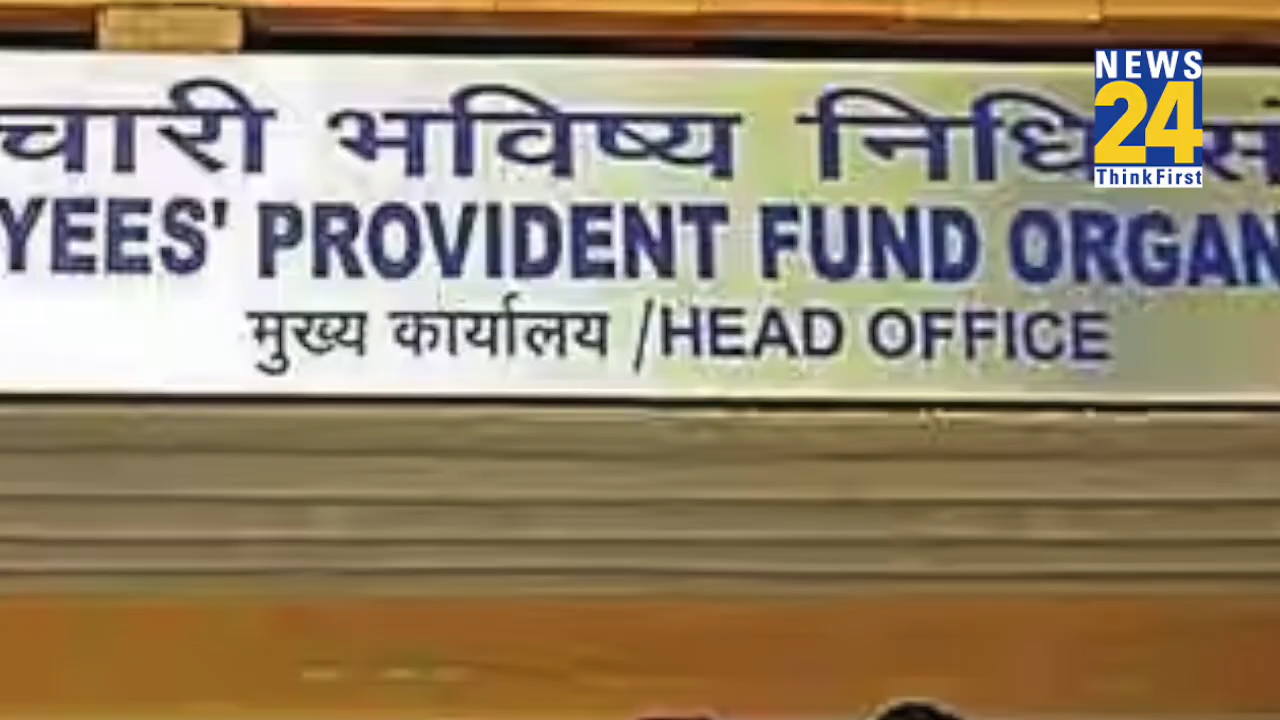 NEWS
24
ThinkFirst
चारी भविष्य निधि सं
YEES' PROVIDENT FUND ORGAN
मुख्य कार्यालय /HEAD OFFICE